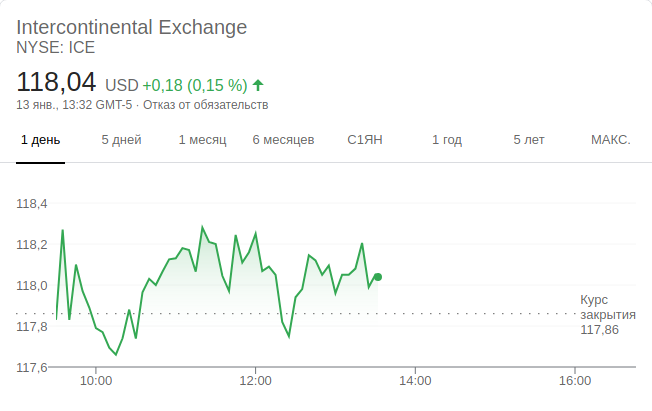 Intercontinental Exchange
NYSE: ICE
118,04 USD +0,18 (0,15 %)
13 янв., 13:32 GMT-5 · Отказ от обязательств
1 день 5 дней 1 месяц 6 месяцев С1ЯН 1 год 5 лет МАКС.
118,4
118,2
118,0
117,8
117,6
Курс
закрытия
117,86
10:00 12:00 14:00 16:00